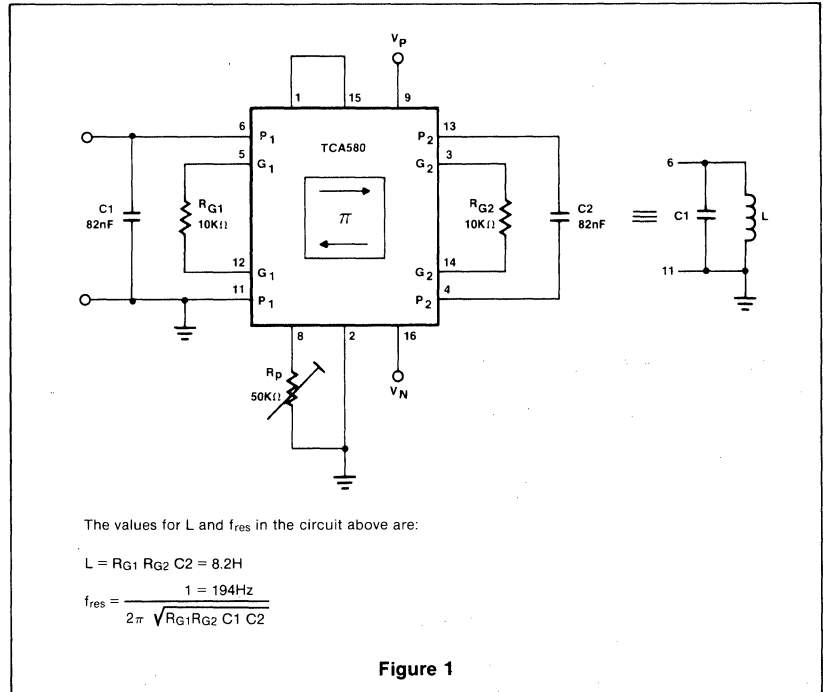 VP
1 15 9
6 P1 TCA580 P2 13
5 G1 G2 3
C1
82nF
RG1
10KΩ
π
RG2
10KΩ
C2
82nF
≡
6
C1 L
11
12 G1 G2 14
11 P1 P2 4
8 2 16
RP
50KΩ
VN
The values for L and fres in the circuit above are:
L = RG1 RG2 C2 = 8.2H
fres = 1 = 194Hz
2π √RG1RG2 C1 C2
Figure 1